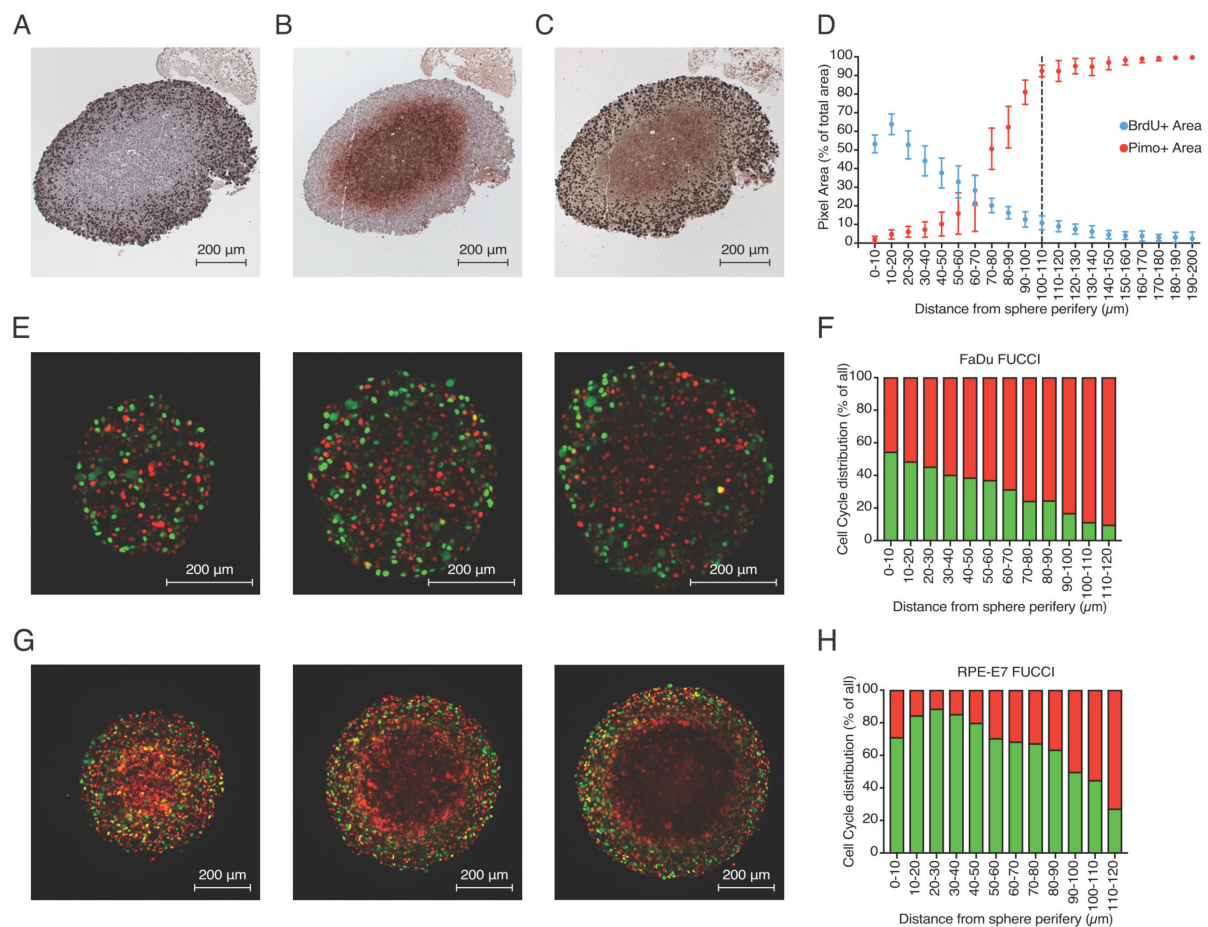 A
B
C
D
200 µm
200 µm
200 µm
100
90
80
70
60
50
40
30
20
10
0
Pixel Area (% of total area)
BrdU+ Area
Pimo+ Area
0-10
10-20
20-30
30-40
40-50
50-60
60-70
70-80
80-90
90-100
100-110
110-120
120-130
130-140
140-150
150-160
160-170
170-180
180-190
190-200
Distance from sphere perifery (µm)
E
200 µm
200 µm
200 µm
F
FaDu FUCCI
Cell Cycle distribution (% of all)
100
80
60
40
20
0
0-10
10-20
20-30
30-40
40-50
50-60
60-70
70-80
80-90
90-100
100-110
110-120
Distance from sphere perifery (µm)
G
200 µm
200 µm
200 µm
H
RPE-E7 FUCCI
Cell Cycle distribution (% of all)
100
80
60
40
20
0
0-10
10-20
20-30
30-40
40-50
50-60
60-70
70-80
80-90
90-100
100-110
110-120
Distance from sphere perifery (µm)